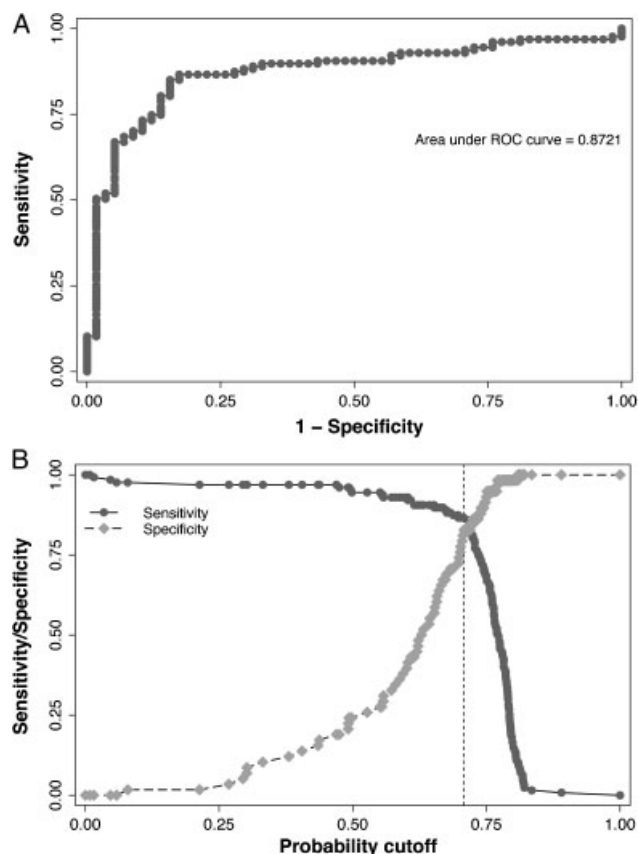 A
1.00
0.75
0.50
0.25
0.00
Sensitivity
Area under ROC curve = 0.8721
0.00 0.25 0.50 0.75 1.00
1 – Specificity
B
1.00
0.75
0.50
0.25
0.00
Sensitivity/Specificity
Sensitivity
Specificity
0.00 0.25 0.50 0.75 1.00
Probability cutoff